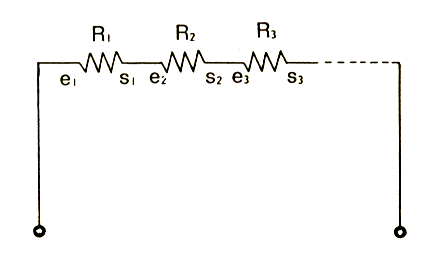 R₁ R₂ R₃
e₁ s₁ e₂ s₂ e₃ s₃